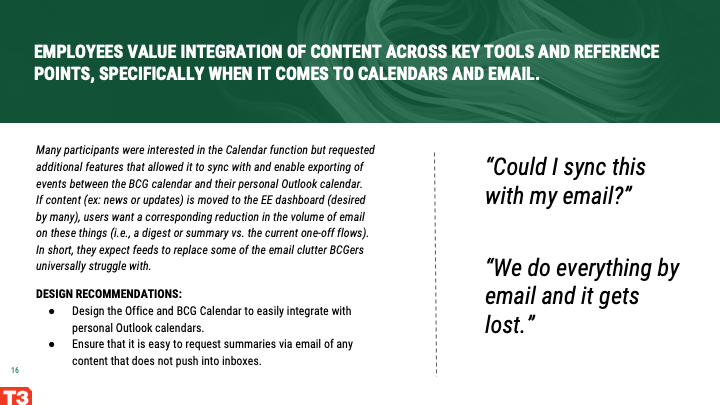 EMPLOYEES VALUE INTEGRATION OF CONTENT ACROSS KEY TOOLS AND REFERENCE
POINTS, SPECIFICALLY WHEN IT COMES TO CALENDARS AND EMAIL.
Many participants were interested in the Calendar function but requested
additional features that allowed it to sync with and enable exporting of
events between the BCG calendar and their personal Outlook calendar.
If content (ex: news or updates) is moved to the EE dashboard (desired
by many), users want a corresponding reduction in the volume of email
on these things (i.e., a digest or summary vs. the current one-off flows).
In short, they expect feeds to replace some of the email clutter BCGers
universally struggle with.
DESIGN RECOMMENDATIONS:
● Design the Office and BCG Calendar to easily integrate with
personal Outlook calendars.
● Ensure that it is easy to request summaries via email of any
content that does not push into inboxes.
“Could I sync this
with my email?”
“We do everything by
email and it gets
lost.”
16
T3